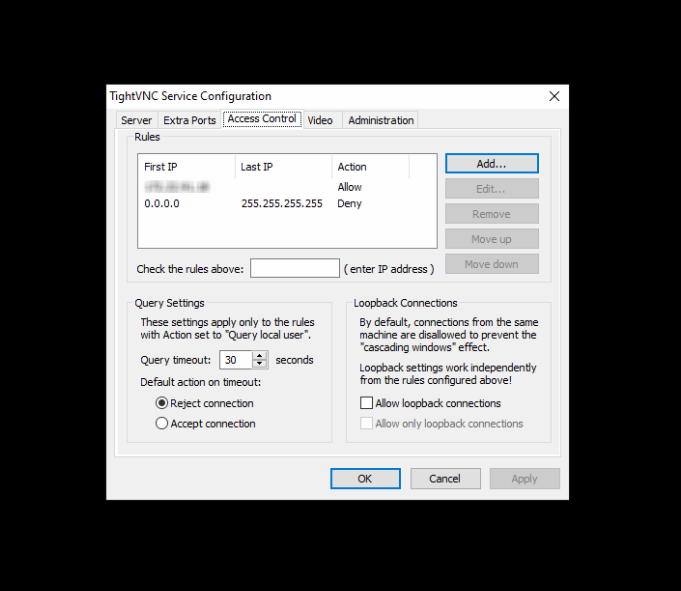 TightVNC Service Configuration
Server Extra Ports Access Control Video Administration
Rules
First IP Last IP Action
Allow
0.0.0.0 255.255.255.255 Deny
Add...
Edit...
Remove
Move up
Move down
Check the rules above: ( enter IP address )
Query Settings
These settings apply only to the rules
with Action set to "Query local user".
Query timeout: 30 seconds
Default action on timeout:
Reject connection
Accept connection
Loopback Connections
By default, connections from the same
machine are disallowed to prevent the
"cascading windows" effect.
Loopback settings work independently
from the rules configured above!
Allow loopback connections
Allow only loopback connections
OK Cancel Apply